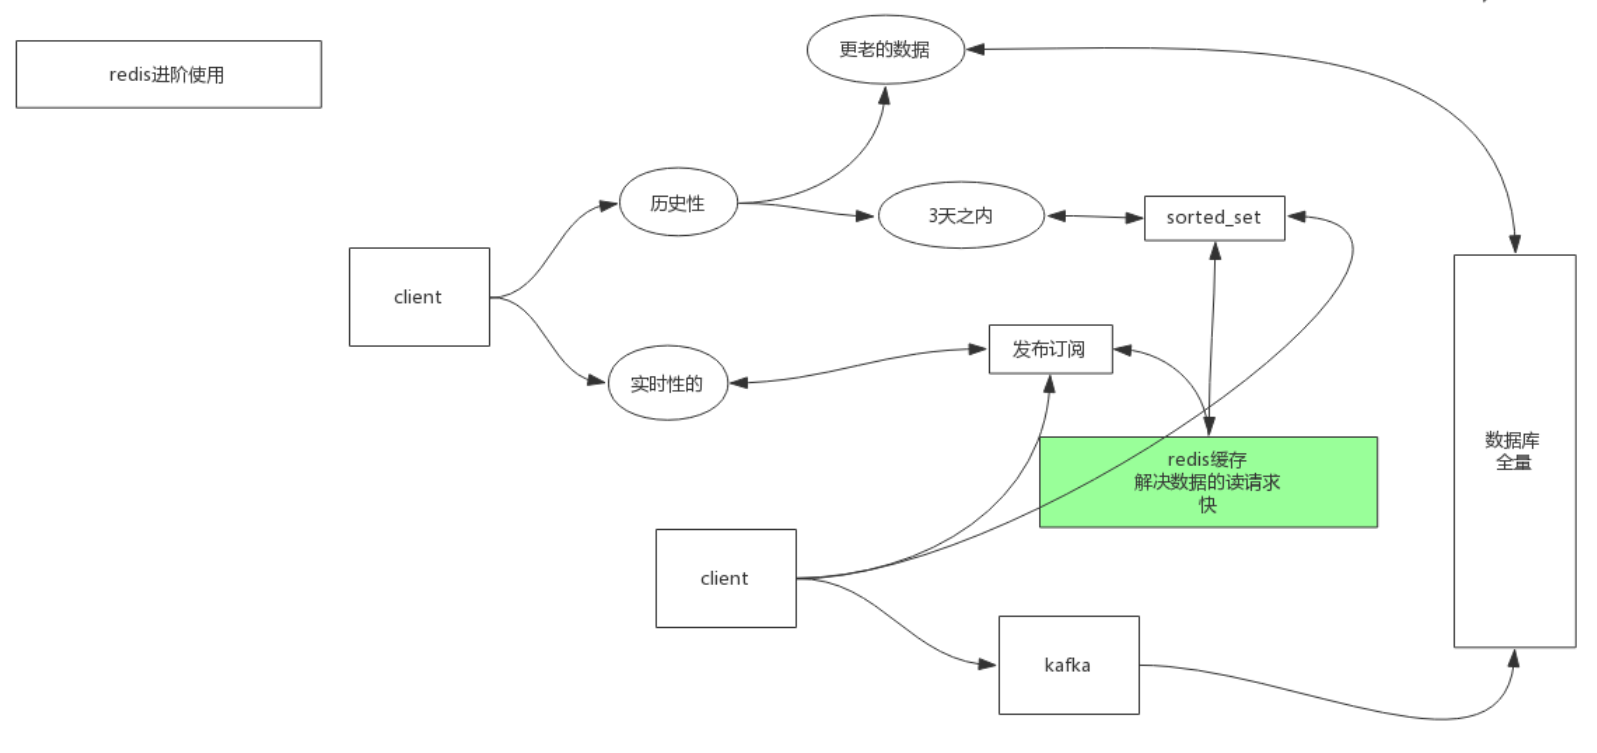 更老的数据
redis进阶使用
历史性
3天之内
sorted_set
client
发布订阅
实时性的
数据库
全量
redis缓存
解决数据的读请求
快
client
kafka